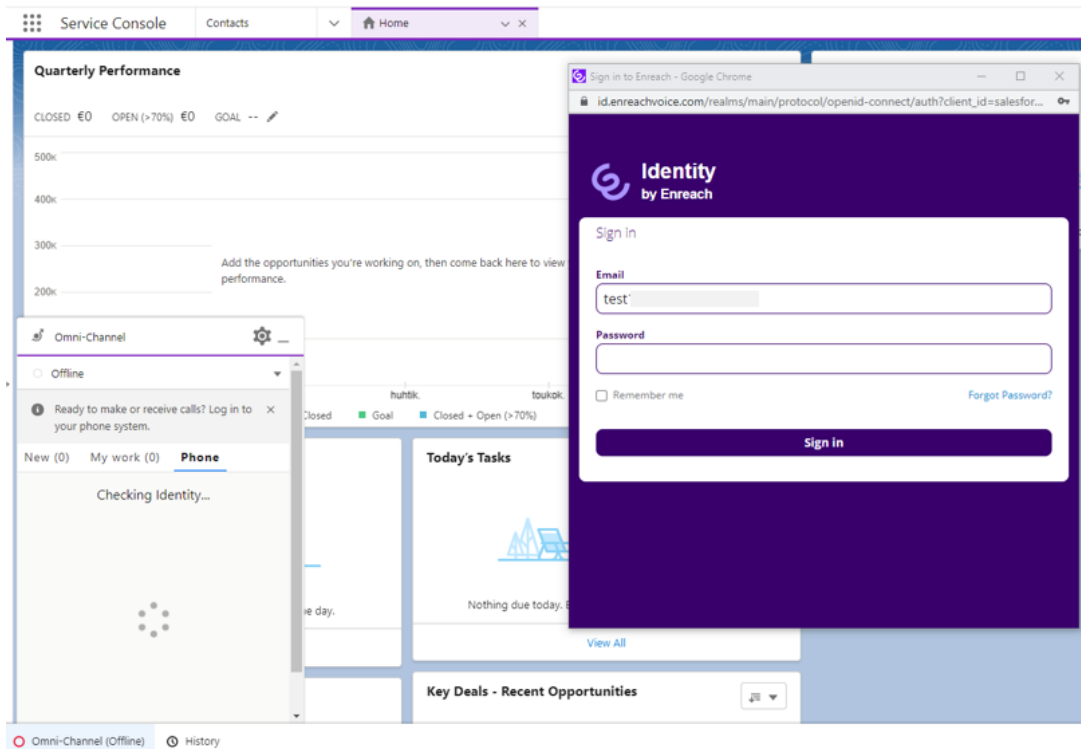 Service Console
Contacts
Home
Quarterly Performance
CLOSED €0 OPEN (>70%) €0 GOAL --
500K
400K
300K
200K
Add the opportunities you're working on, then come back here to view
performance.
huhtik.
toukok.
Closed
Goal
Closed + Open (>70%)
Omni-Channel
Offline
Ready to make or receive calls? Log in to
your phone system.
New (0) My work (0) Phone
Checking Identity...
Today's Tasks
Nothing due today.
View All
Key Deals - Recent Opportunities
Omni-Channel (Offline)
History
Sign in to Enreach - Google Chrome
id.enreachvoice.com/realms/main/protocol/openid-connect/auth?client_id=salesfor...
Identity
by Enreach
Sign in
Email
test
Password
Remember me
Forgot Password?
Sign in
day.